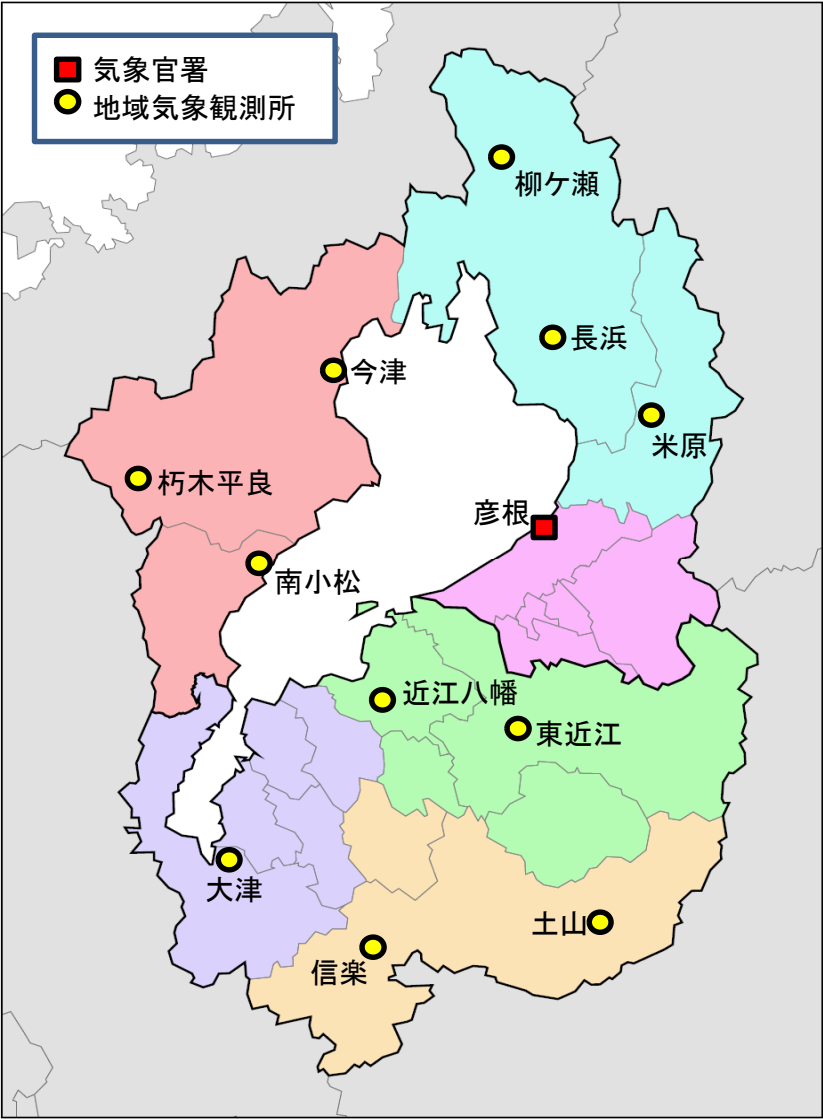 気象官署
地域気象観測所
柳ケ瀬
長浜
今津
米原
朽木平良
彦根
南小松
近江八幡
東近江
大津
土山
信楽